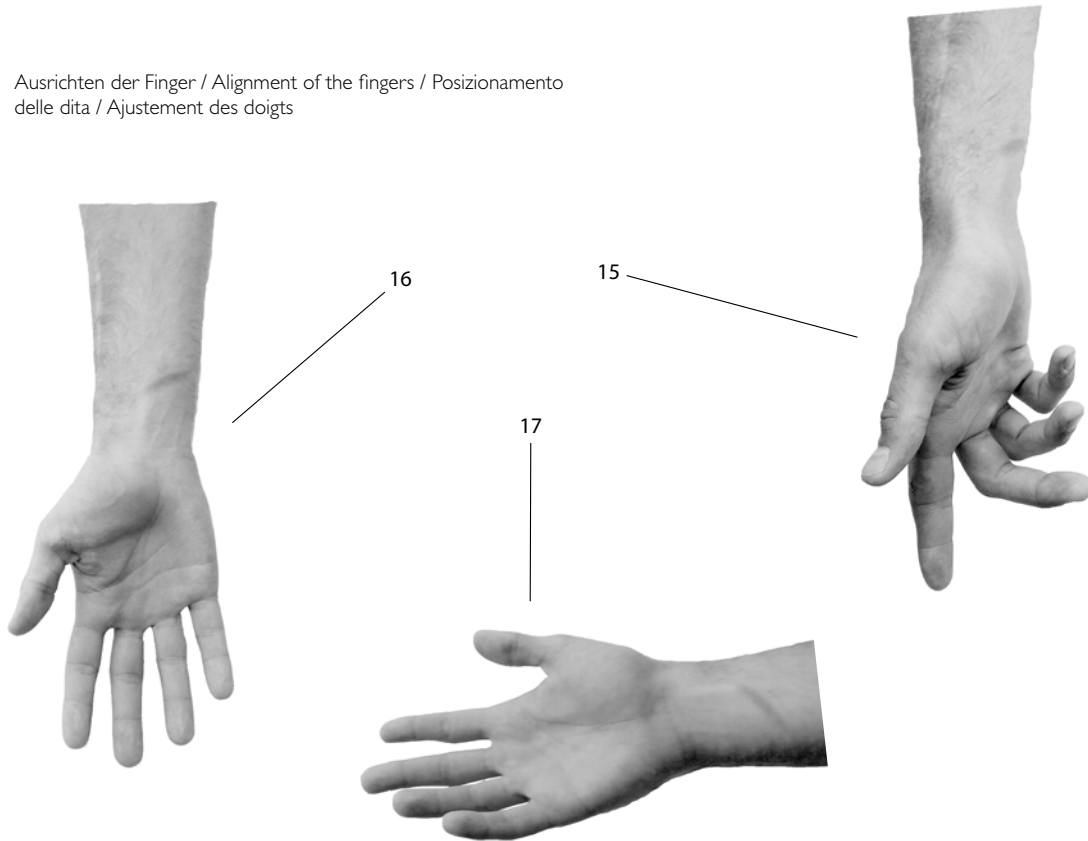 Ausrichten der Finger / Alignment of the fingers / Posizionamento
delle dita / Ajustement des doigts
16
15
17